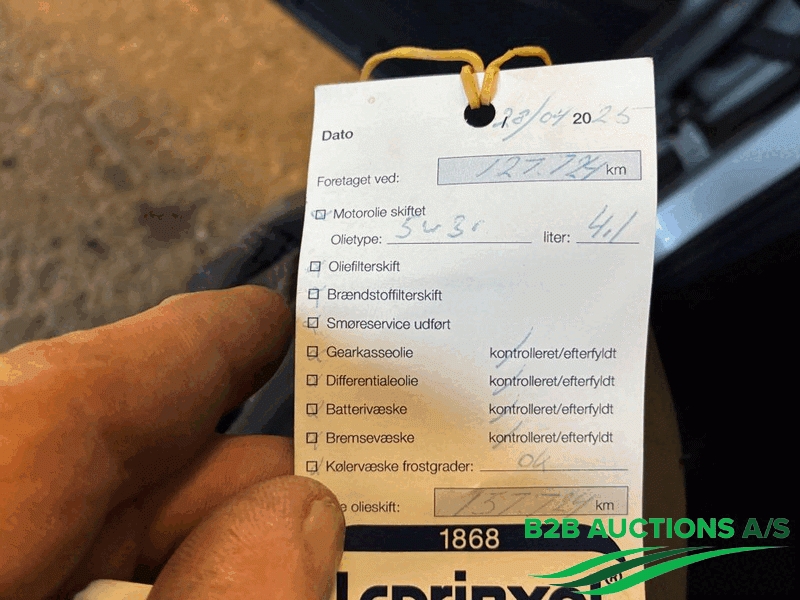 Dato 28/04 2025
Foretaget ved: 127.724 km
Motorolie skiftet
Olietype: 5w30 liter: 4,1
Oliefilterskift
Brændstoffilterskift
Smøreservice udført
Gearkasseolie kontrolleret/efterfyldt
Differentialeolie kontrolleret/efterfyldt
Batterivæske kontrolleret/efterfyldt
Bremsevæske kontrolleret/efterfyldt
Kølervæske frostgrader: ok
olieskift: 157.724 km
1868
B2B AUCTIONS A/S